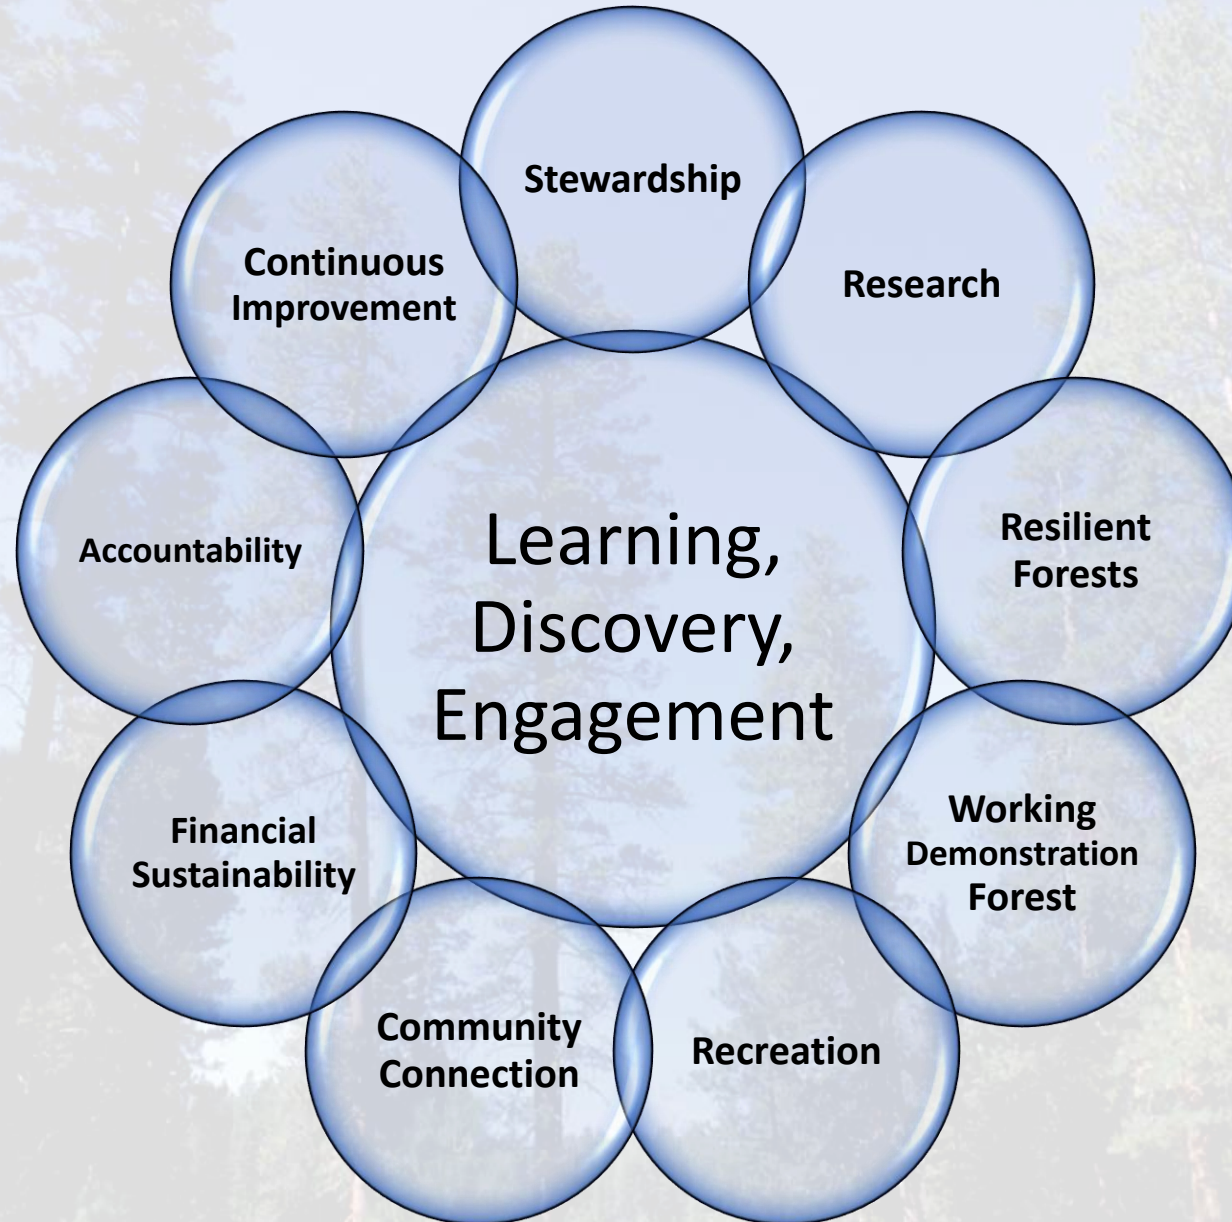 Stewardship
Research
Resilient
Forests
Working
Demonstration
Forest
Recreation
Community
Connection
Financial
Sustainability
Accountability
Continuous
Improvement
Learning,
Discovery,
Engagement